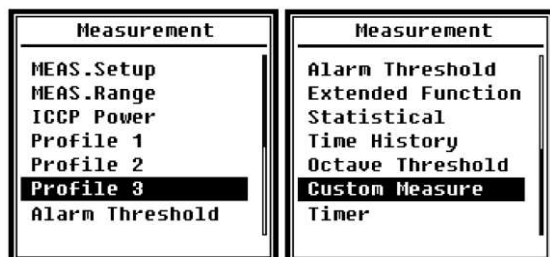 Measurement
MEAS.Setup
MEAS.Range
ICCP Power
Profile 1
Profile 2
Profile 3
Alarm Threshold
Measurement
Alarm Threshold
Extended Function
Statistical
Time History
Octave Threshold
Custom Measure
Timer